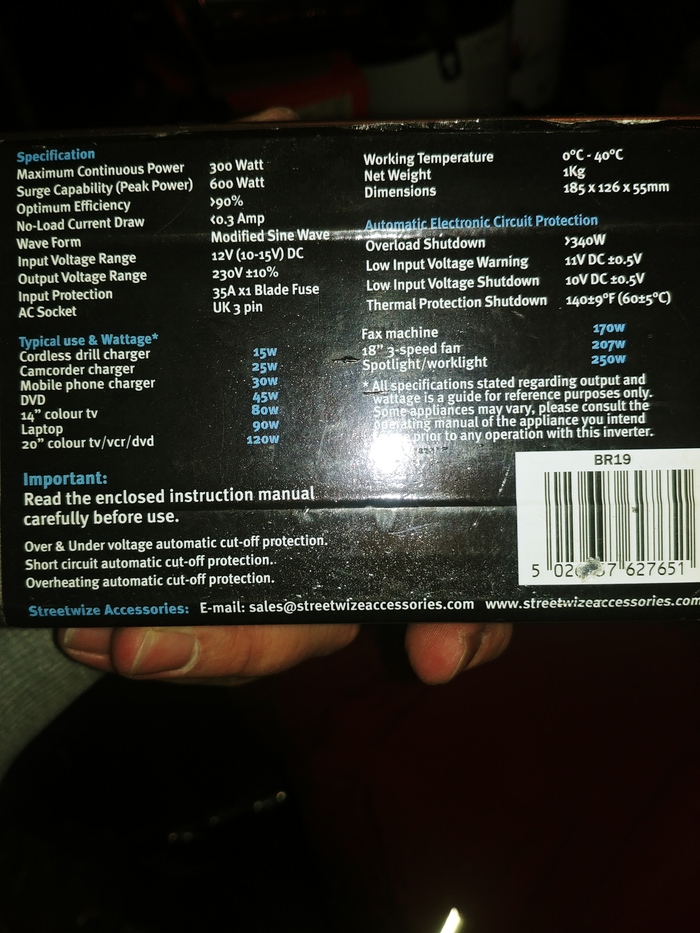 Specification
Maximum Continuous Power 300 Watt
Surge Capability (Peak Power) 600 Watt
Optimum Efficiency >90%
No-Load Current Draw <0.3 Amp
Wave Form Modified Sine Wave
Input Voltage Range 12V (10-15V) DC
Output Voltage Range 230V ±10%
Input Protection 35A x1 Blade Fuse
AC Socket UK 3 pin
Working Temperature 0°C - 40°C
Net Weight 1Kg
Dimensions 185 x 126 x 55mm
Automatic Electronic Circuit Protection
Overload Shutdown >340W
Low Input Voltage Warning 11V DC ±0.5V
Low Input Voltage Shutdown 10V DC ±0.5V
Thermal Protection Shutdown 140±9°F (60±5°C)
Typical use & Wattage*
Cordless drill charger 15W
Camcorder charger 25W
Mobile phone charger 30W
DVD 45W
14” colour tv 80W
Laptop 90W
20” colour tv/vcr/dvd 120W
Fax machine 170W
18” 3-speed fan 207W
Spotlight/worklight 250W
* All specifications stated regarding output and
wattage is a guide for reference purposes only.
Some appliances may vary, please consult the
operating manual of the appliance you intend
prior to any operation with this inverter.
Important:
Read the enclosed instruction manual
carefully before use.
Over & Under voltage automatic cut-off protection.
Short circuit automatic cut-off protection..
Overheating automatic cut-off protection.
BR19
5 02 7 627651
Streetwize Accessories: E-mail: sales@streetwizeaccessories.com www.streetwizeaccessories.com